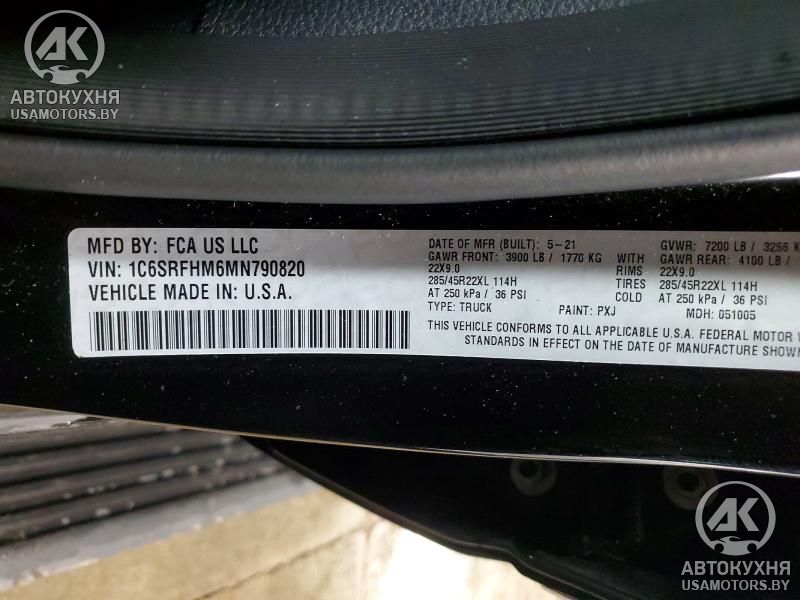 AK
АВТОКУХНЯ
USAMOTORS.BY
MFD BY: FCA US LLC
VIN: 1C6SRFHM6MN790820
VEHICLE MADE IN: U.S.A.
DATE OF MFR (BUILT): 5-21 GVWR: 7200 LB / 3266 K
GAWR FRONT: 3900 LB / 1770 KG WITH GAWR REAR: 4100 LB /
22X9.0 RIMS 22X9.0
285/45R22XL 114H TIRES 285/45R22XL 114H
AT 250 kPa / 36 PSI COLD AT 250 kPa / 36 PSI
TYPE: TRUCK PAINT: PXJ MDH: 051005
THIS VEHICLE CONFORMS TO ALL APPLICABLE U.S.A. FEDERAL MOTOR
STANDARDS IN EFFECT ON THE DATE OF MANUFACTURE SHOWN
AK
АВТОКУХНЯ
USAMOTORS.BY